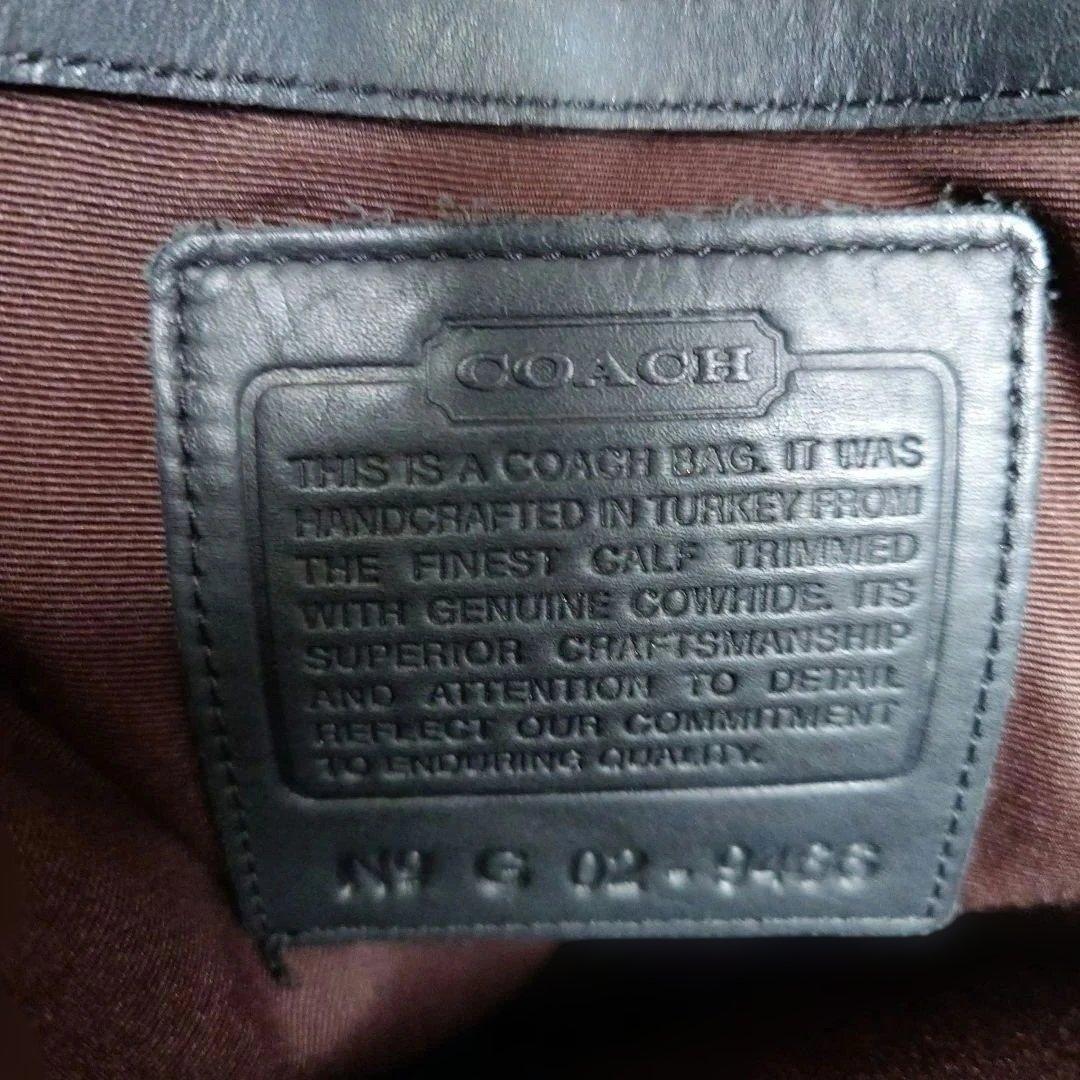 COACH
THIS IS A COACH BAG. IT WAS
HANDCRAFTED IN TURKEY FROM
THE FINEST CALF TRIMMED
WITH GENUINE COWHIDE. ITS
SUPERIOR CRAFTSMANSHIP
AND ATTENTION TO DETAIL
REFLECT OUR COMMITMENT
TO ENDURING QUALITY.
Nº G 02-9466